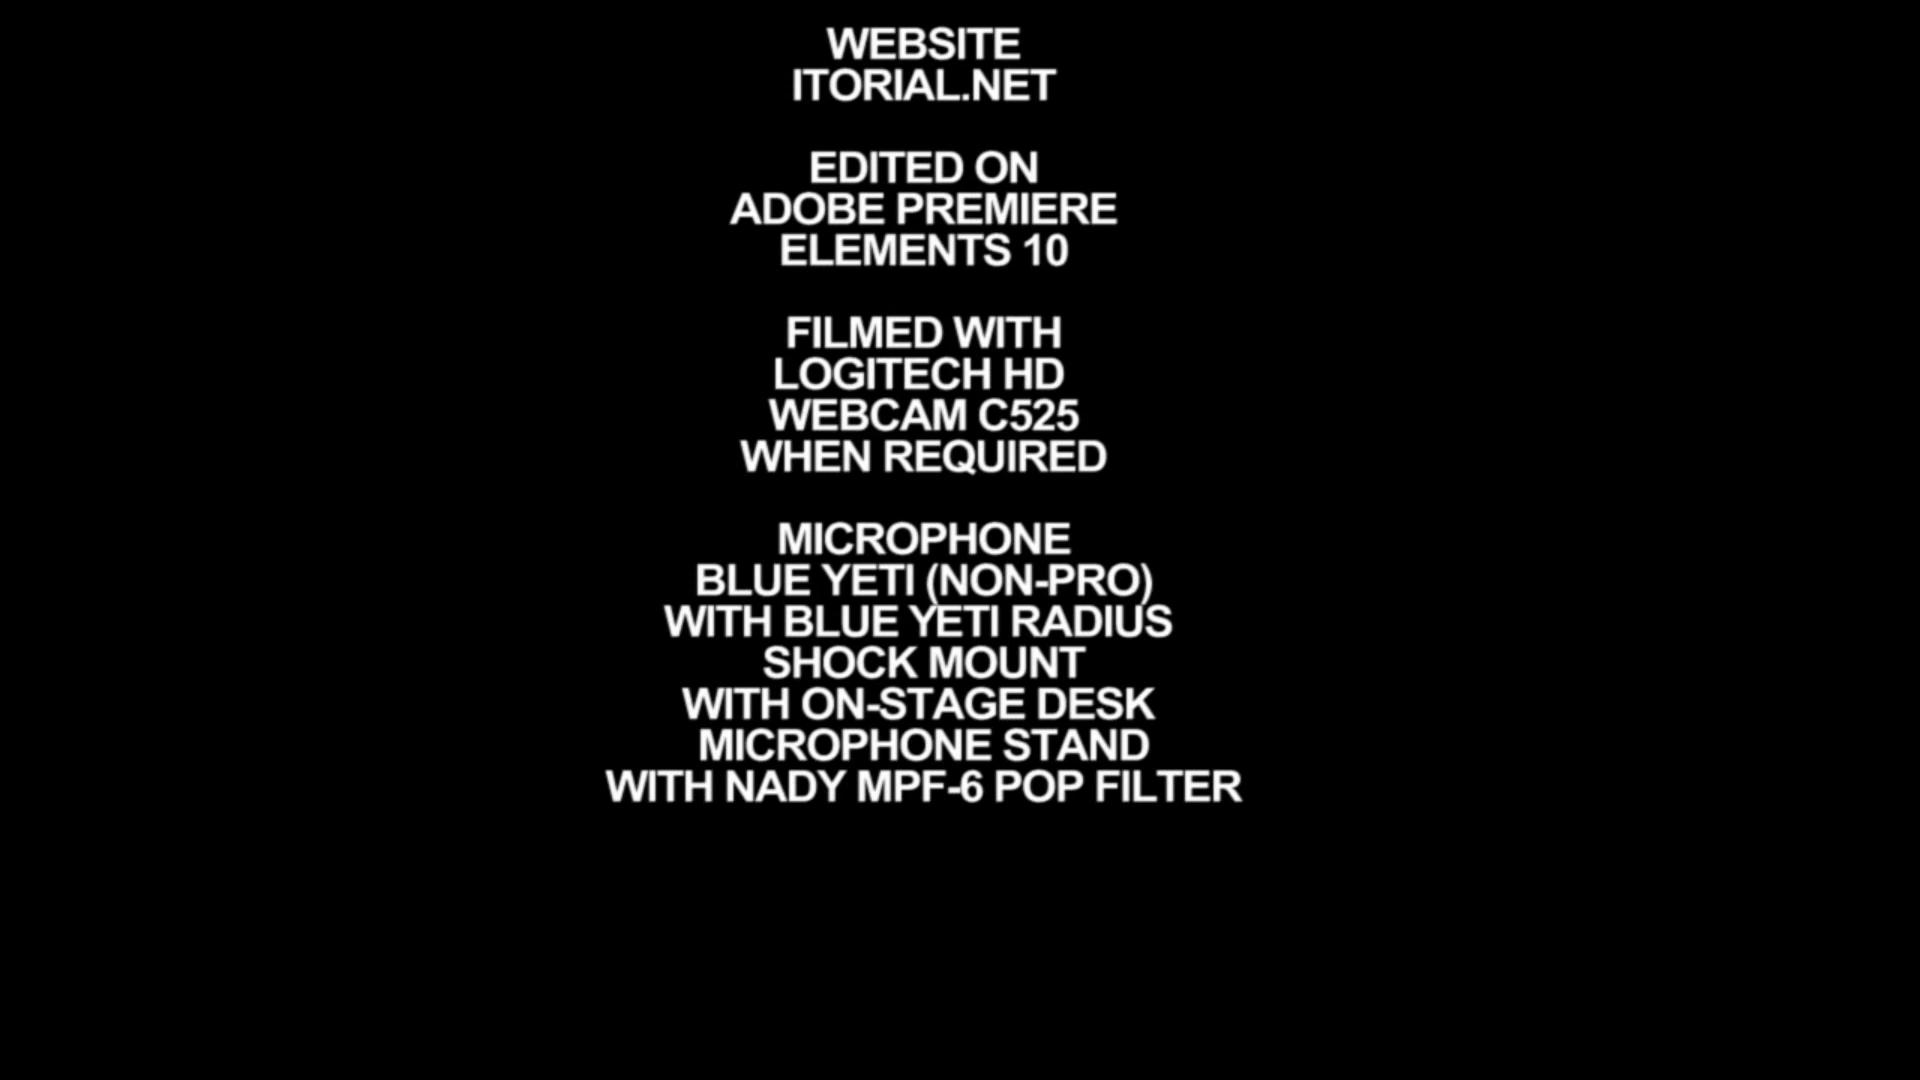 WEBSITE
ITORIAL.NET
EDITED ON
ADOBE PREMIERE
ELEMENTS 10
FILMED WITH
LOGITECH HD
WEBCAM C525
WHEN REQUIRED
MICROPHONE
BLUE YETI (NON-PRO)
WITH BLUE YETI RADIUS
SHOCK MOUNT
WITH ON-STAGE DESK
MICROPHONE STAND
WITH NADY MPF-6 POP FILTER